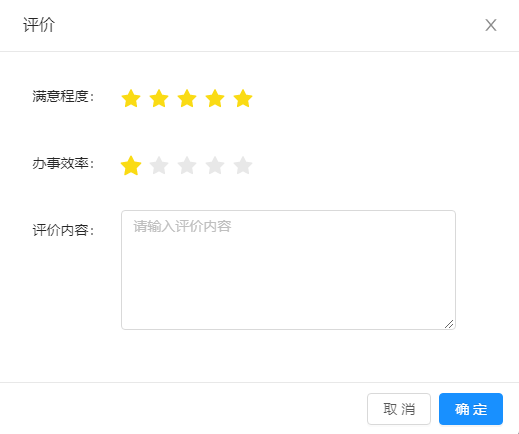 评价
满意程度：
办事效率：
评价内容：
请输入评价内容
取 消
确 定